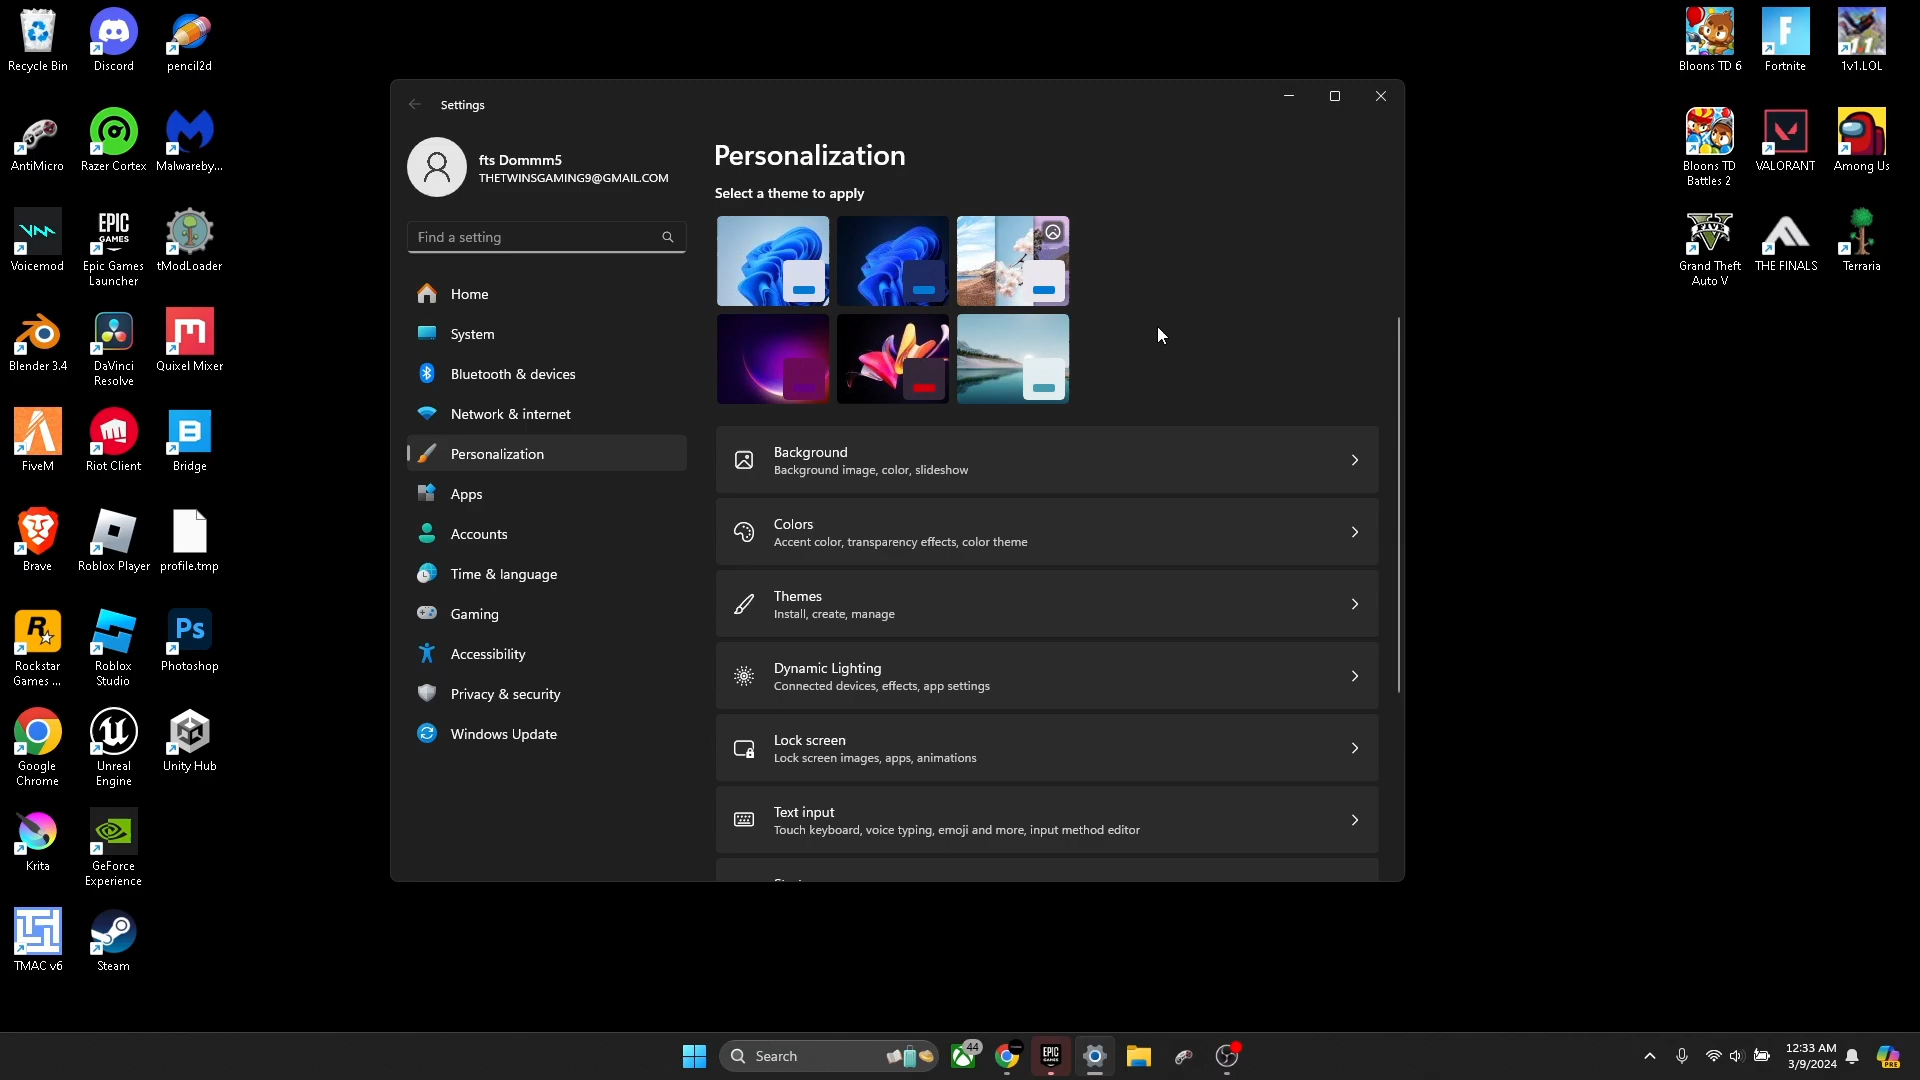 Recycle Bin
Discord
pencil2d
AntiMicro
Razer Cortex
Malwareby...
Voicemod
EPIC
GAMES
Epic Games
Launcher
tModLoader
Blender 3.4
DaVinci
Resolve
Quixel Mixer
FiveM
Riot Client
Bridge
Brave
Roblox Player
profile.tmp
Rockstar
Games ...
Roblox
Studio
Ps
Photoshop
Google
Chrome
Unreal
Engine
Unity Hub
Krita
GeForce
Experience
TMAC v6
Steam
Settings
fts Dommm5
THETWINSGAMING9@GMAIL.COM
Find a setting
Home
System
Bluetooth & devices
Network & internet
Personalization
Apps
Accounts
Time & language
Gaming
Accessibility
Privacy & security
Windows Update
Personalization
Select a theme to apply
Background
Background image, color, slideshow
Colors
Accent color, transparency effects, color theme
Themes
Install, create, manage
Dynamic Lighting
Connected devices, effects, app settings
Lock screen
Lock screen images, apps, animations
Text input
Touch keyboard, voice typing, emoji and more, input method editor
Bloons TD 6
Fortnite
1v1.LOL
Bloons TD
Battles 2
VALORANT
Among Us
Grand Theft
Auto V
THE FINALS
Terraria
Search
44
EPIC
GAMES
12:33 AM
3/9/2024
PRE